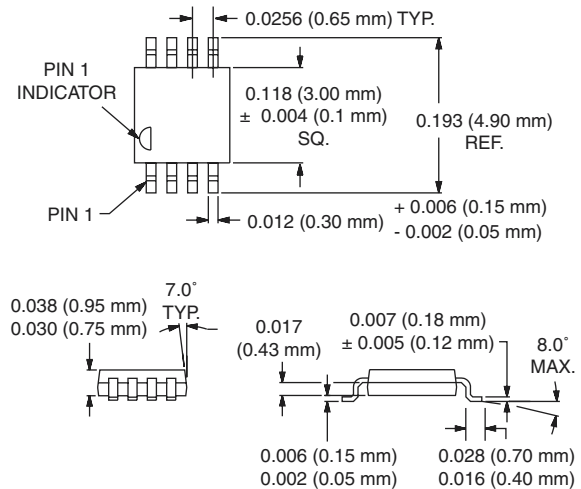 0.0256 (0.65 mm) TYP.
PIN 1
INDICATOR
0.118 (3.00 mm)
± 0.004 (0.1 mm)
SQ.
0.193 (4.90 mm)
REF.
PIN 1
0.012 (0.30 mm)
+ 0.006 (0.15 mm)
- 0.002 (0.05 mm)
0.038 (0.95 mm)
0.030 (0.75 mm)
7.0°
TYP.
0.017
(0.43 mm)
0.007 (0.18 mm)
± 0.005 (0.12 mm)
8.0°
MAX.
0.006 (0.15 mm)
0.002 (0.05 mm)
0.028 (0.70 mm)
0.016 (0.40 mm)